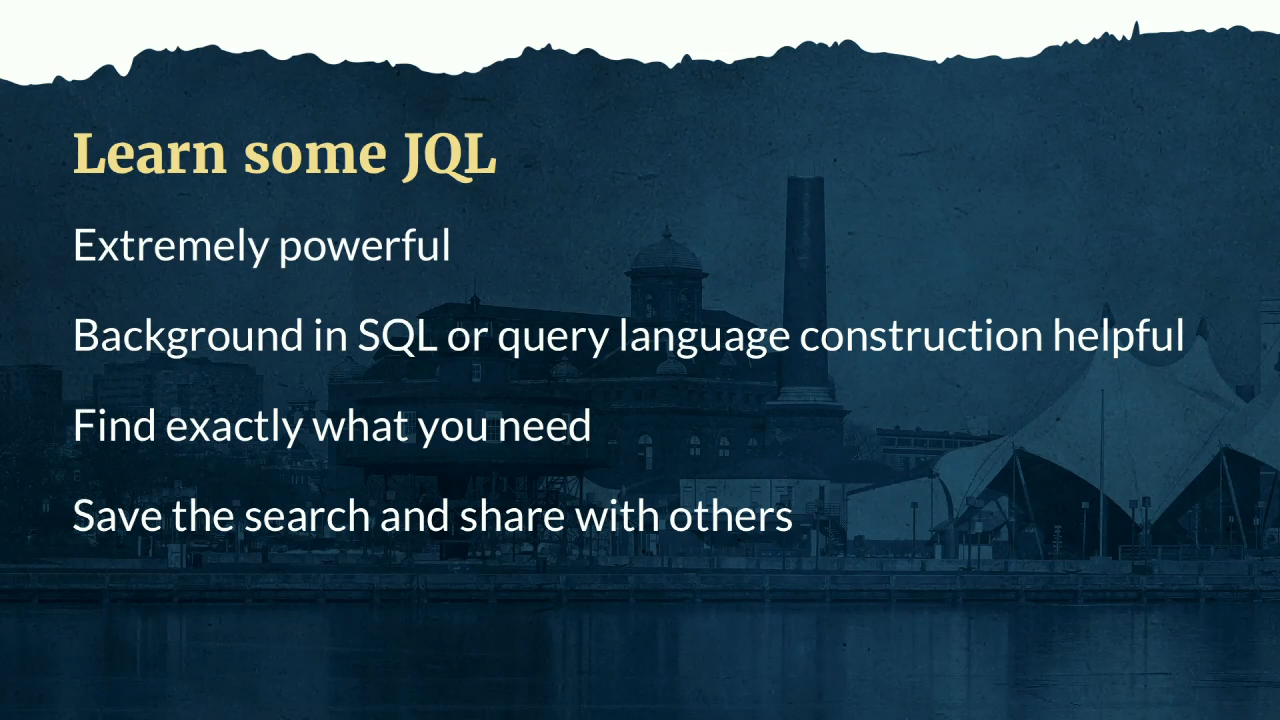 Learn some JQL
Extremely powerful
Background in SQL or query language construction helpful
Find exactly what you need
Save the search and share with others